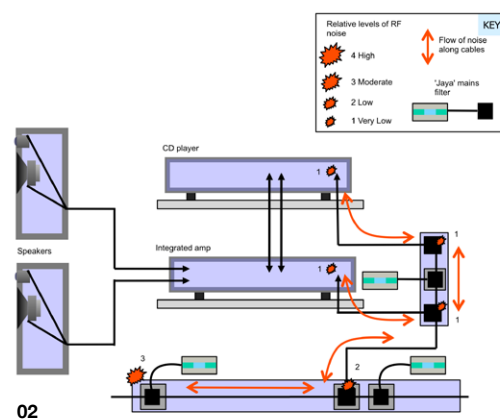 Relative levels of RF
noise
KEY
4 High
3 Moderate
2 Low
1 Very Low
Flow of noise
along cables
'Jaya' mains
filter
CD player
1
Integrated amp
1
Speakers
1
1
3
2
02